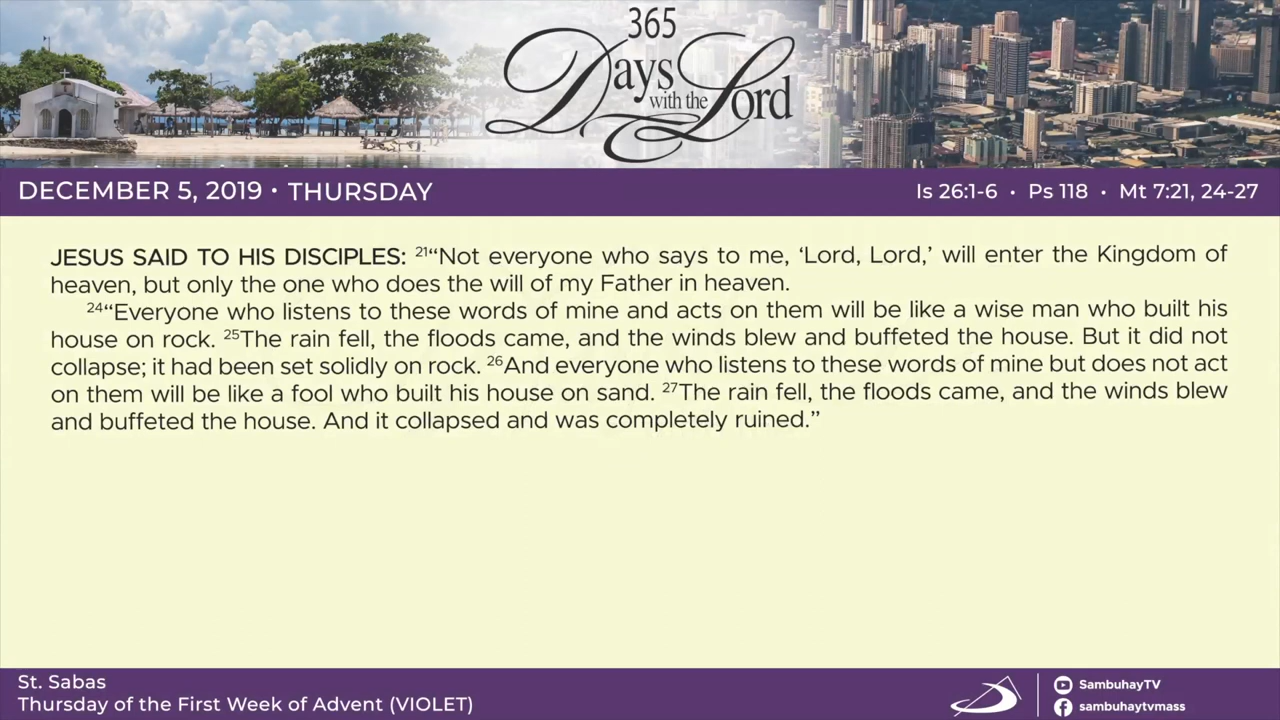 365
Days with the Lord
DECEMBER 5, 2019 • THURSDAY
Is 26:1-6 • Ps 118 • Mt 7:21, 24-27
JESUS SAID TO HIS DISCIPLES: 21“Not everyone who says to me, ‘Lord, Lord,’ will enter the Kingdom of
heaven, but only the one who does the will of my Father in heaven.
24“Everyone who listens to these words of mine and acts on them will be like a wise man who built his
house on rock. 25The rain fell, the floods came, and the winds blew and buffeted the house. But it did not
collapse; it had been set solidly on rock. 26And everyone who listens to these words of mine but does not act
on them will be like a fool who built his house on sand. 27The rain fell, the floods came, and the winds blew
and buffeted the house. And it collapsed and was completely ruined.”
St. Sabas
Thursday of the First Week of Advent (VIOLET)
SambuhayTV
sambuhaytvmass